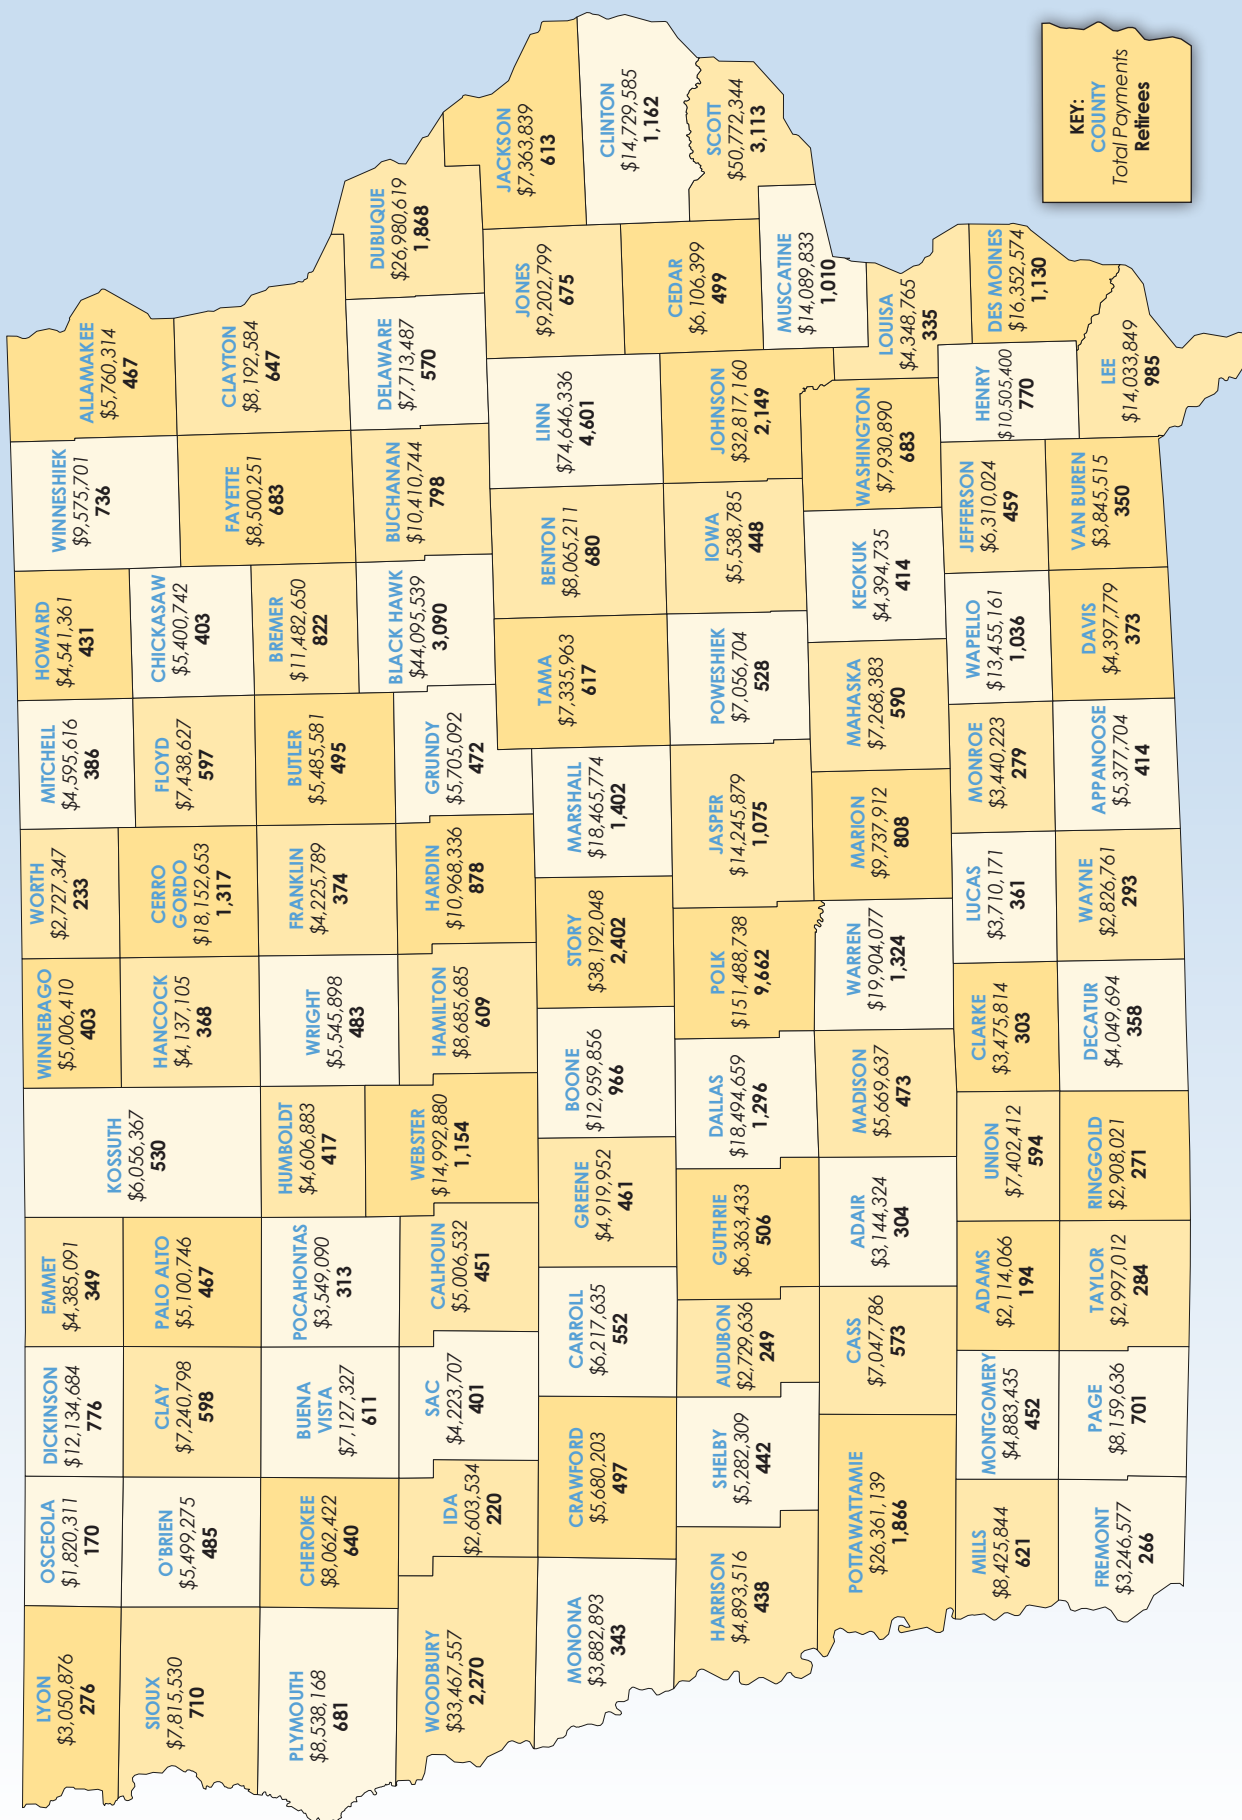 LYON
$3,050,876
276
OSCEOLA
$1,820,311
170
DICKINSON
$12,134,684
776
EMMET
$4,385,091
349
KOSSUTH
$6,056,367
530
WINNEBAGO
$5,006,410
403
WORTH
$2,727,347
233
MITCHELL
$4,595,616
386
HOWARD
$4,541,361
431
WINNESHIEK
$9,575,701
736
ALLAMAKEE
$5,760,314
467
SIOUX
$7,815,530
710
O'BRIEN
$5,499,275
485
CLAY
$7,240,798
598
PALO ALTO
$5,100,746
467
HANCOCK
$4,137,105
368
CERRO
GORDO
$18,152,653
1,317
FLOYD
$7,438,627
597
CHICKASAW
$5,400,742
403
FAYETTE
$8,500,251
683
CLAYTON
$8,192,584
647
PLYMOUTH
$8,538,168
681
CHEROKEE
$8,062,422
640
BUENA
VISTA
$7,127,327
611
POCAHONTAS
$3,549,090
313
HUMBOLDT
$4,606,883
417
WRIGHT
$5,545,898
483
FRANKLIN
$4,225,789
374
BUTLER
$5,485,581
495
BREMER
$11,482,650
822
WOODBURY
$33,467,557
2,270
IDA
$2,603,534
220
SAC
$4,223,707
401
CALHOUN
$5,006,532
451
WEBSTER
$14,992,880
1,154
HAMILTON
$8,685,685
609
HARDIN
$10,968,336
878
GRUNDY
$5,705,092
472
BLACK HAWK
$44,095,539
3,090
BUCHANAN
$10,410,744
798
DELAWARE
$7,713,487
570
DUBUQUE
$26,980,619
1,868
MONONA
$3,882,893
343
CRAWFORD
$5,680,203
497
CARROLL
$6,217,635
552
GREENE
$4,919,952
461
BOONE
$12,959,856
966
STORY
$38,192,048
2,402
MARSHALL
$18,465,774
1,402
TAMA
$7,335,963
617
BENTON
$8,065,211
680
LINN
$74,646,336
4,601
JONES
$9,202,799
675
JACKSON
$7,363,839
613
CLINTON
$14,729,585
1,162
HARRISON
$4,893,516
438
SHELBY
$5,282,309
442
AUDUBON
$2,729,636
249
GUTHRIE
$6,363,433
506
DALLAS
$18,494,659
1,296
POLK
$151,488,738
9,662
JASPER
$14,245,879
1,075
POWESHIEK
$7,056,704
528
IOWA
$5,538,785
448
JOHNSON
$32,817,160
2,149
CEDAR
$6,106,399
499
SCOTT
$50,772,344
3,113
MUSCATINE
$14,089,833
1,010
POTTAWATTAMIE
$26,361,139
1,866
CASS
$7,047,786
573
ADAIR
$3,144,324
304
MADISON
$5,669,637
473
WARREN
$19,904,077
1,324
MARION
$9,737,912
808
MAHASKA
$7,268,383
590
KEOKUK
$4,394,735
414
WASHINGTON
$7,930,890
683
LOUISA
$4,348,765
335
MILLS
$8,425,844
621
MONTGOMERY
$4,883,435
452
ADAMS
$2,114,066
194
UNION
$7,402,412
594
CLARKE
$3,475,814
303
LUCAS
$3,710,171
361
MONROE
$3,440,223
279
WAPELLO
$13,455,161
1,036
JEFFERSON
$6,310,024
459
HENRY
$10,505,400
770
DES MOINES
$16,352,574
1,130
FREMONT
$3,246,577
266
PAGE
$8,159,636
701
TAYLOR
$2,997,012
284
RINGGOLD
$2,908,021
271
DECATUR
$4,049,694
358
WAYNE
$2,826,761
293
APPANOOSE
$5,377,704
414
DAVIS
$4,397,779
373
VAN BUREN
$3,845,515
350
LEE
$14,033,849
985
KEY:
COUNTY
Total Payments
Retirees